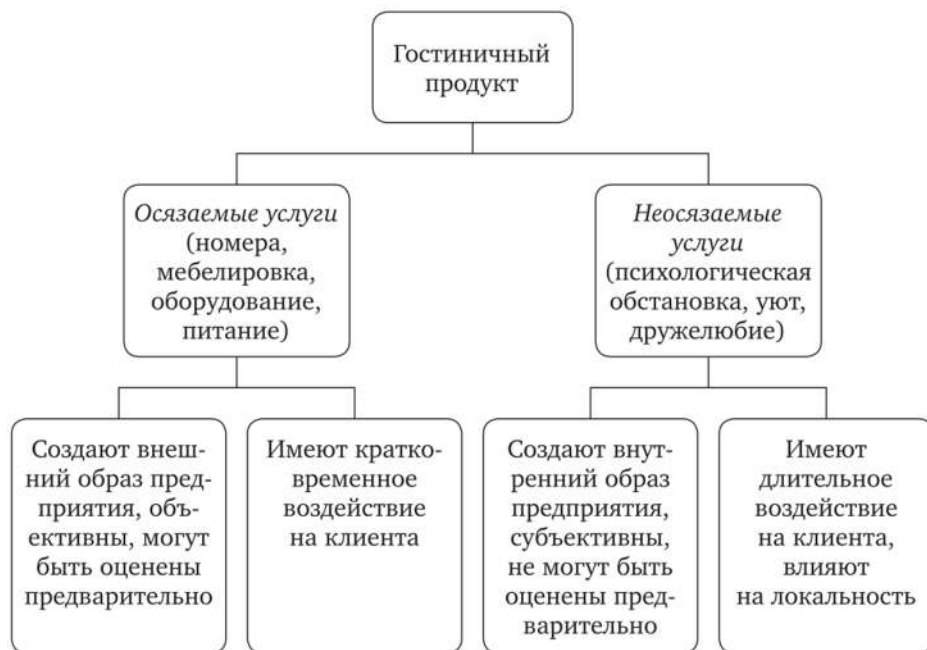 Гостиничный
продукт
Осязаемые услуги
(номера,
мебелировка,
оборудование,
питание)
Неосязаемые
услуги
(психологическая
обстановка, уют,
дружелюбие)
Создают внеш-
ний образ пред-
приятия, объ-
ективны, могут
быть оценены
предварительно
Имеют кратко-
временное
воздействие
на клиента
Создают внут-
ренний образ
предприятия,
субъективны,
не могут быть
оценены пред-
варительно
Имеют
длительное
воздействие
на клиента,
влияют
на локальность